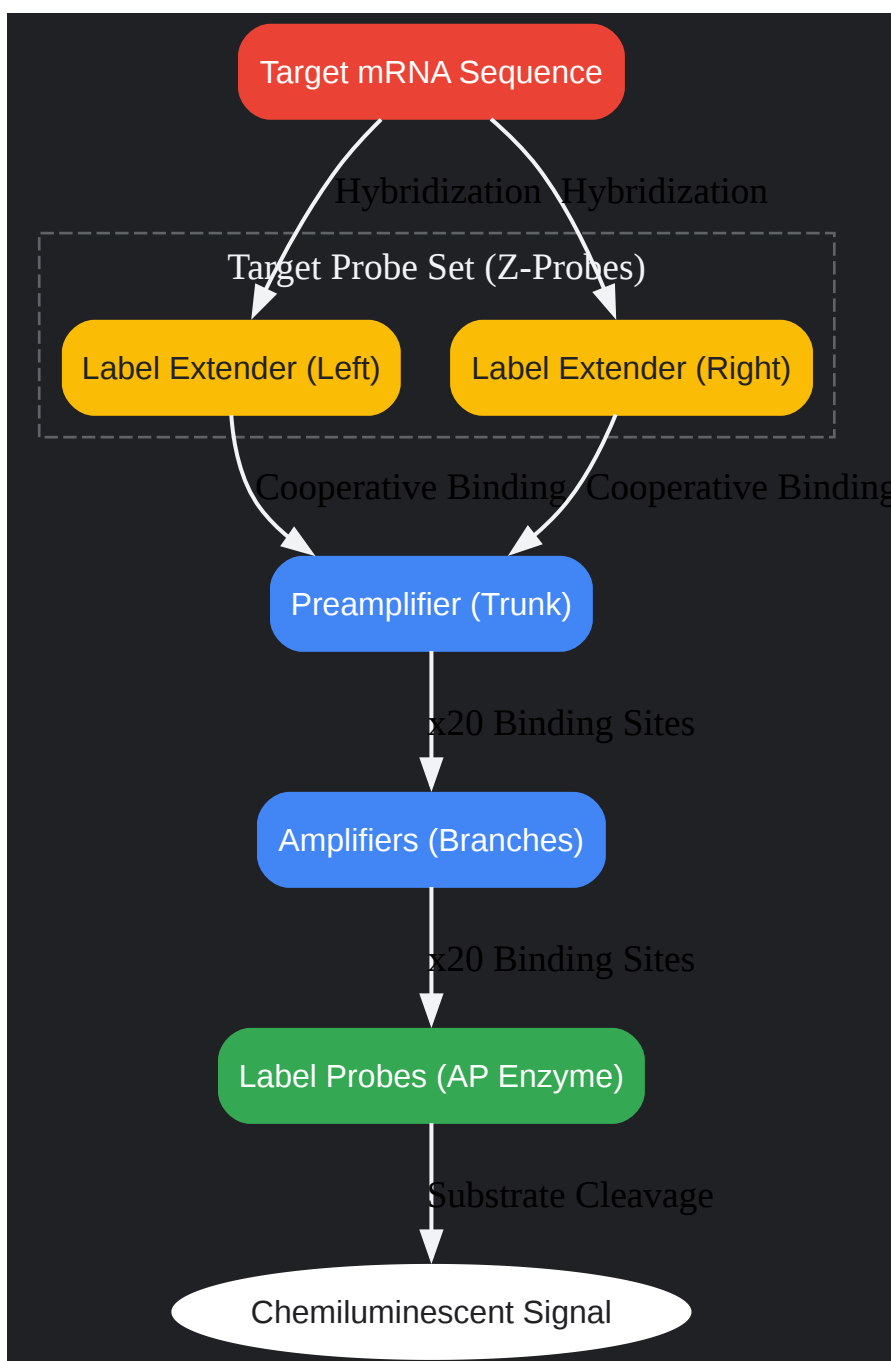 Target mRNA Sequence
Hybridization
Hybridization
Target Probe Set (Z-Probes)
Label Extender (Left)
Label Extender (Right)
Cooperative Binding
Cooperative Binding
Preamplifier (Trunk)
x20 Binding Sites
Amplifiers (Branches)
x20 Binding Sites
Label Probes (AP Enzyme)
Substrate Cleavage
Chemiluminescent Signal